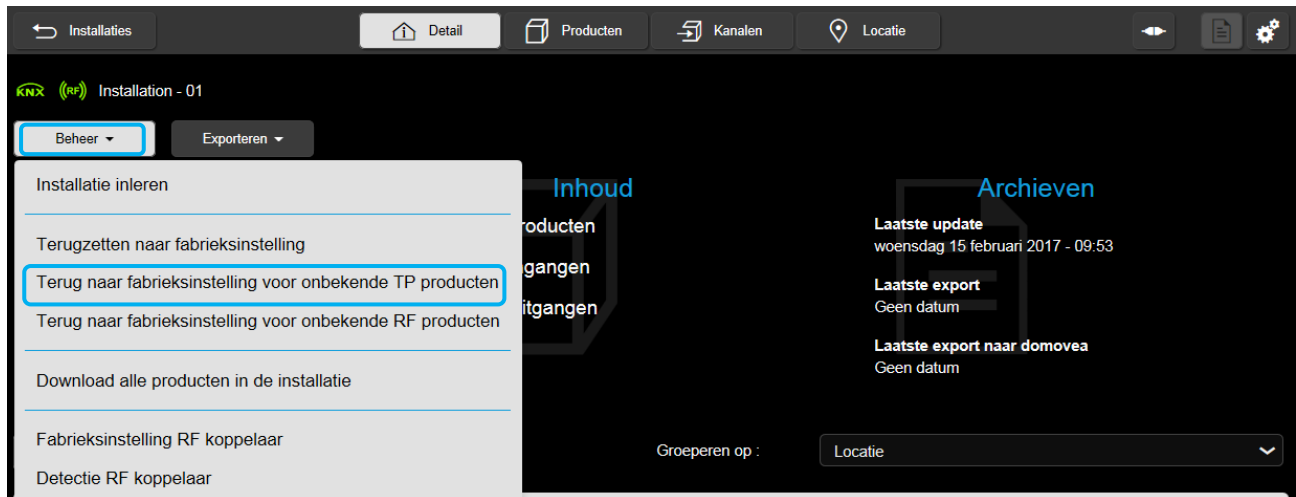 Installaties
Detail
Producten
Kanalen
Locatie
KNX ((RF)) Installation - 01
Beheer
Exporteren
Installatie inleren
Terugzetten naar fabrieksinstelling
Terug naar fabrieksinstelling voor onbekende TP producten
Terug naar fabrieksinstelling voor onbekende RF producten
Download alle producten in de installatie
Fabrieksinstelling RF koppelaar
Detectie RF koppelaar
Inhoud
Archieven
Laatste update
woensdag 15 februari 2017 - 09:53
Laatste export
Geen datum
Laatste export naar domovea
Geen datum
Groeperen op :
Locatie